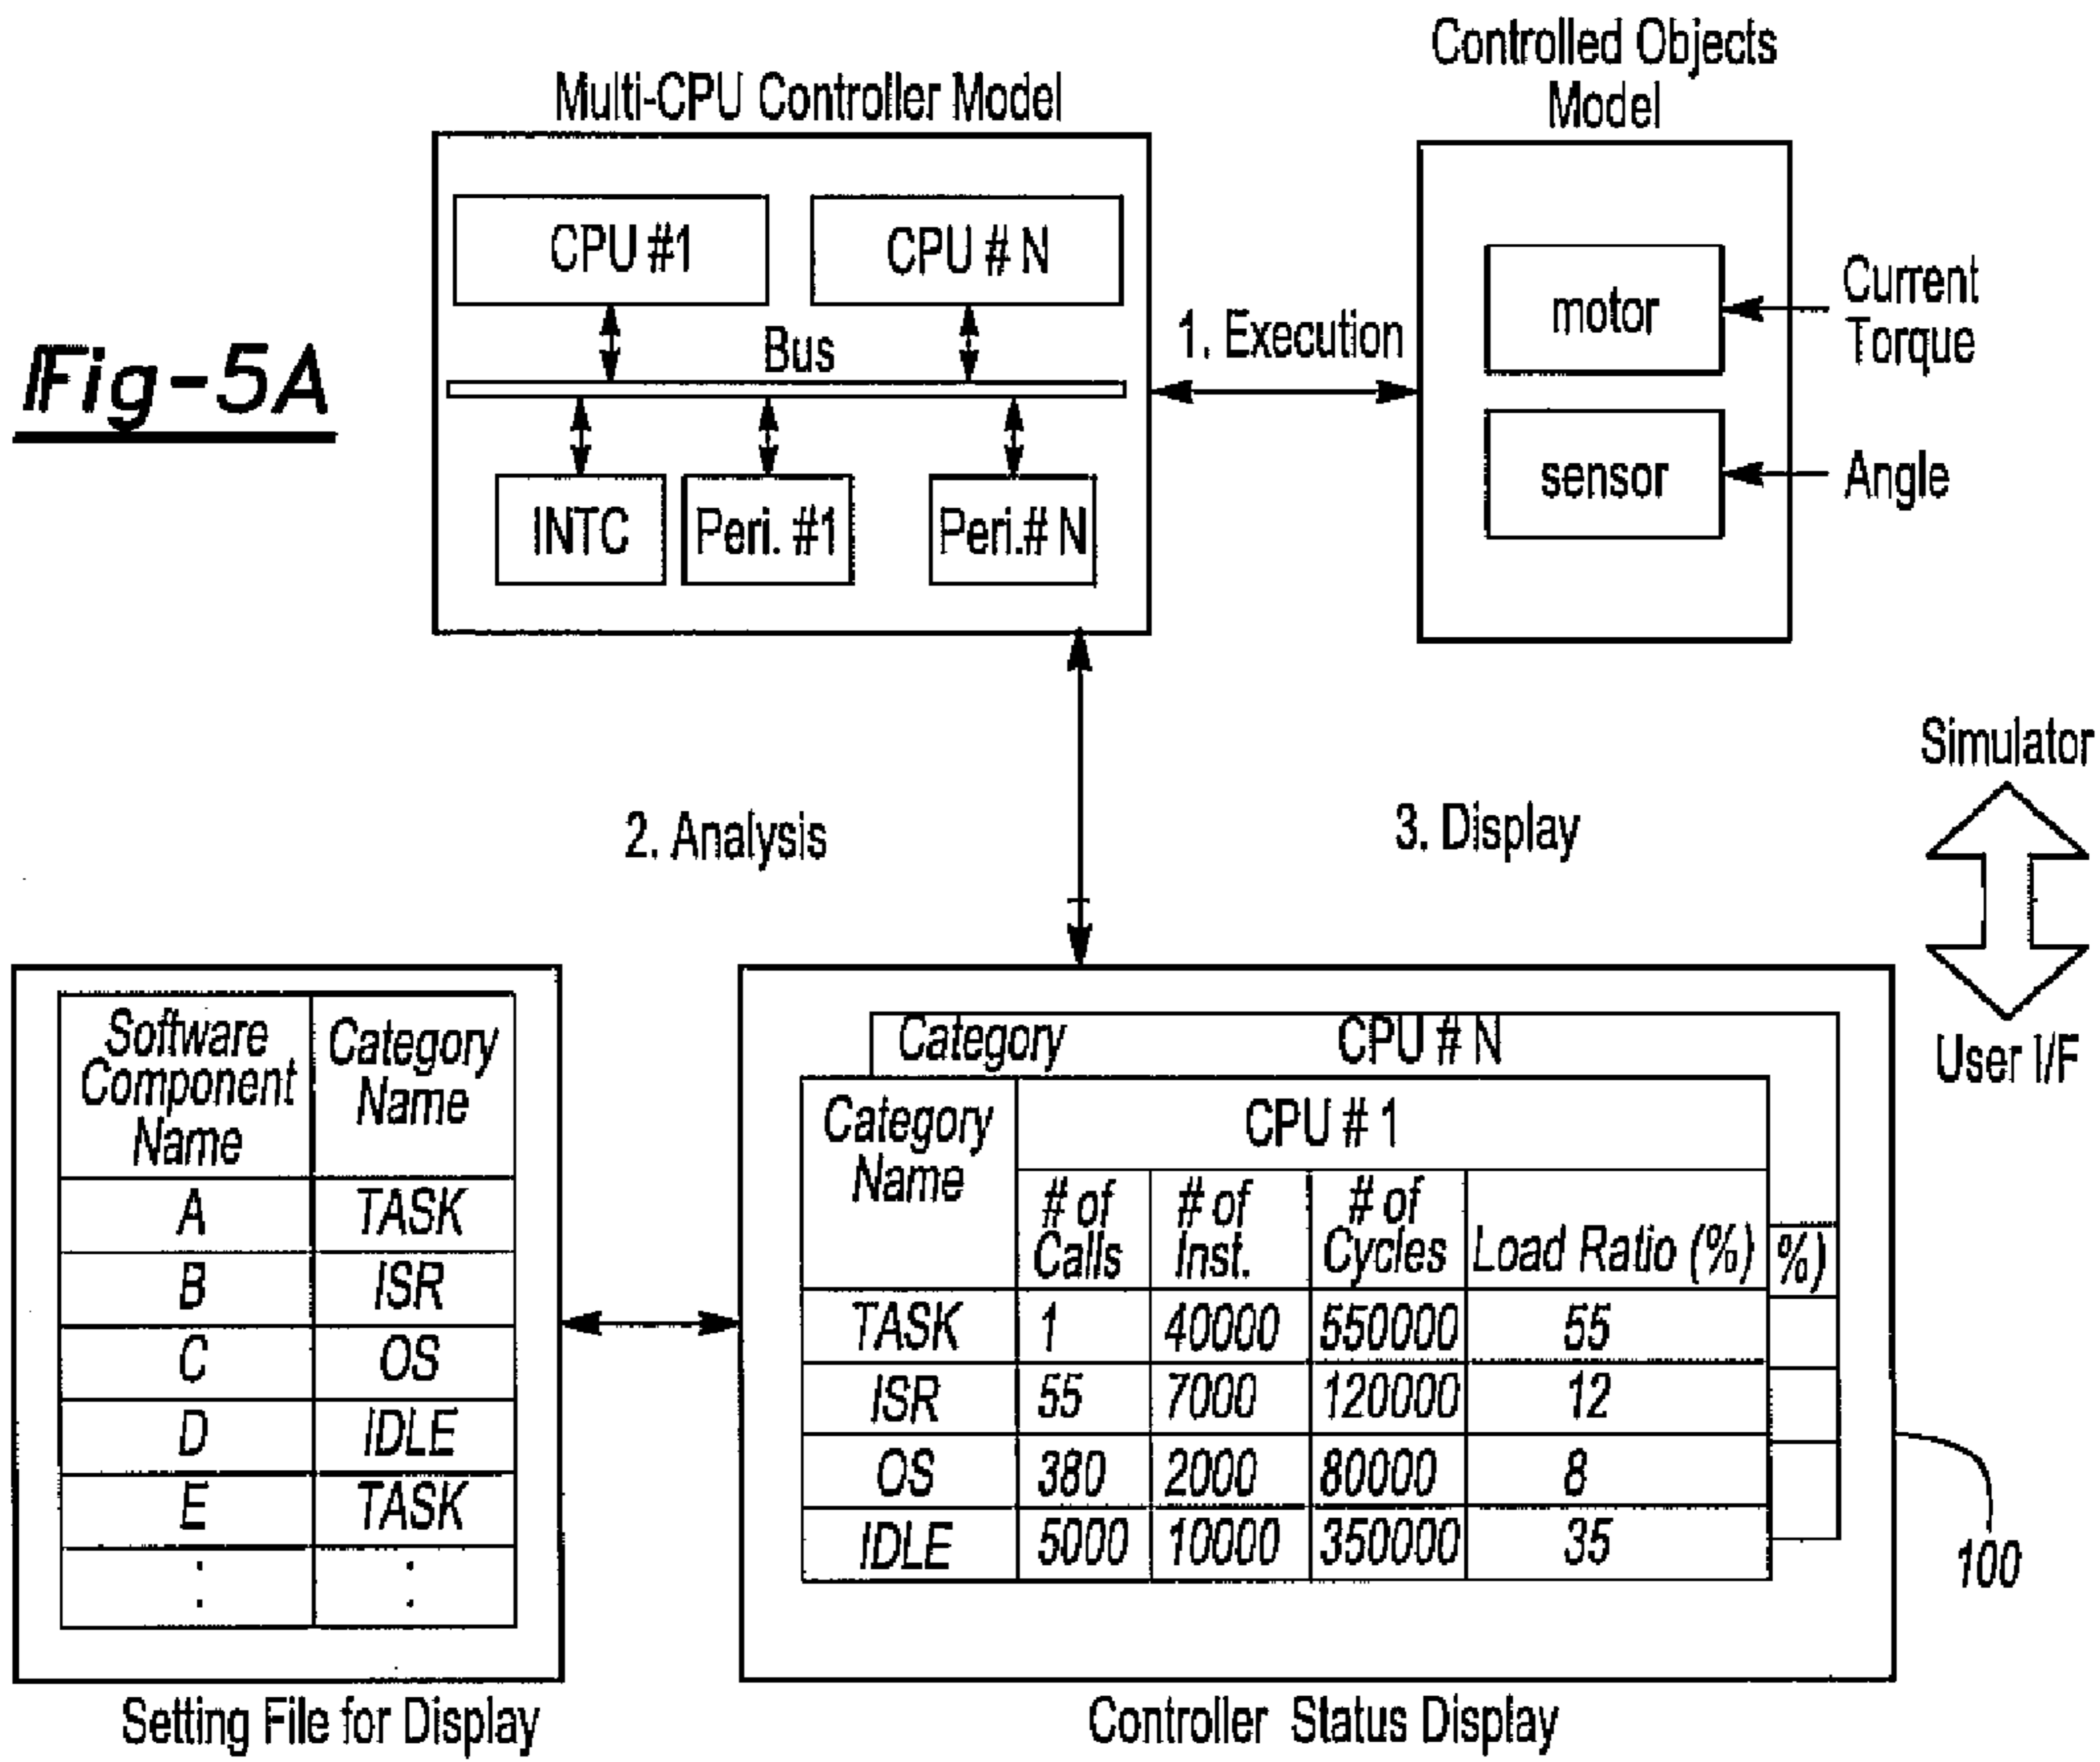 Fig-5A
Multi-CPU Controller Model
CPU #1
CPU # N
Bus
INTC
Peri. #1
Peri.# N
1. Execution
Controlled Objects
Model
motor
sensor
Current
Torque
Angle
2. Analysis
3. Display
Simulator
User I/F
Software
Component
Name
Category
Name
A TASK
B ISR
C OS
D IDLE
E TASK
: :
: :
Setting File for Display
Category CPU # N
%)
Category
Name
CPU # 1
# of
Calls
# of
Inst.
# of
Cycles
Load Ratio (%)
TASK 1 40000 550000 55
ISR 55 7000 120000 12
OS 380 2000 80000 8
IDLE 5000 10000 350000 35
100
Controller Status Display